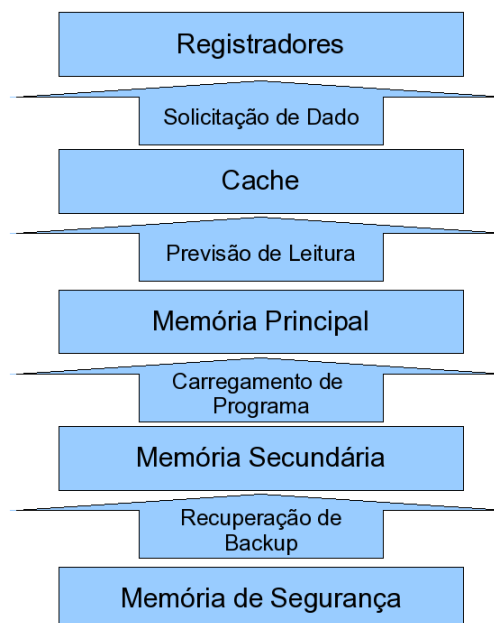 Registradores
Solicitação de Dado
Cache
Previsão de Leitura
Memória Principal
Carregamento de
Programa
Memória Secundária
Recuperação de
Backup
Memória de Segurança